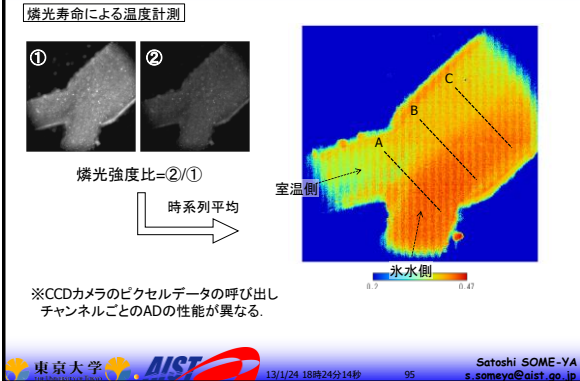 燐光寿命による温度計測
①
②
燐光強度比=②/①
時系列平均
C
B
A
室温側
氷水側
0.2
0.47
※CCDカメラのピクセルデータの呼び出し
チャンネルごとのADの性能が異なる.
東京大学
AIST
13/1/24 18時24分14秒
95
Satoshi SOME-YA
s.someya@aist.go.jp